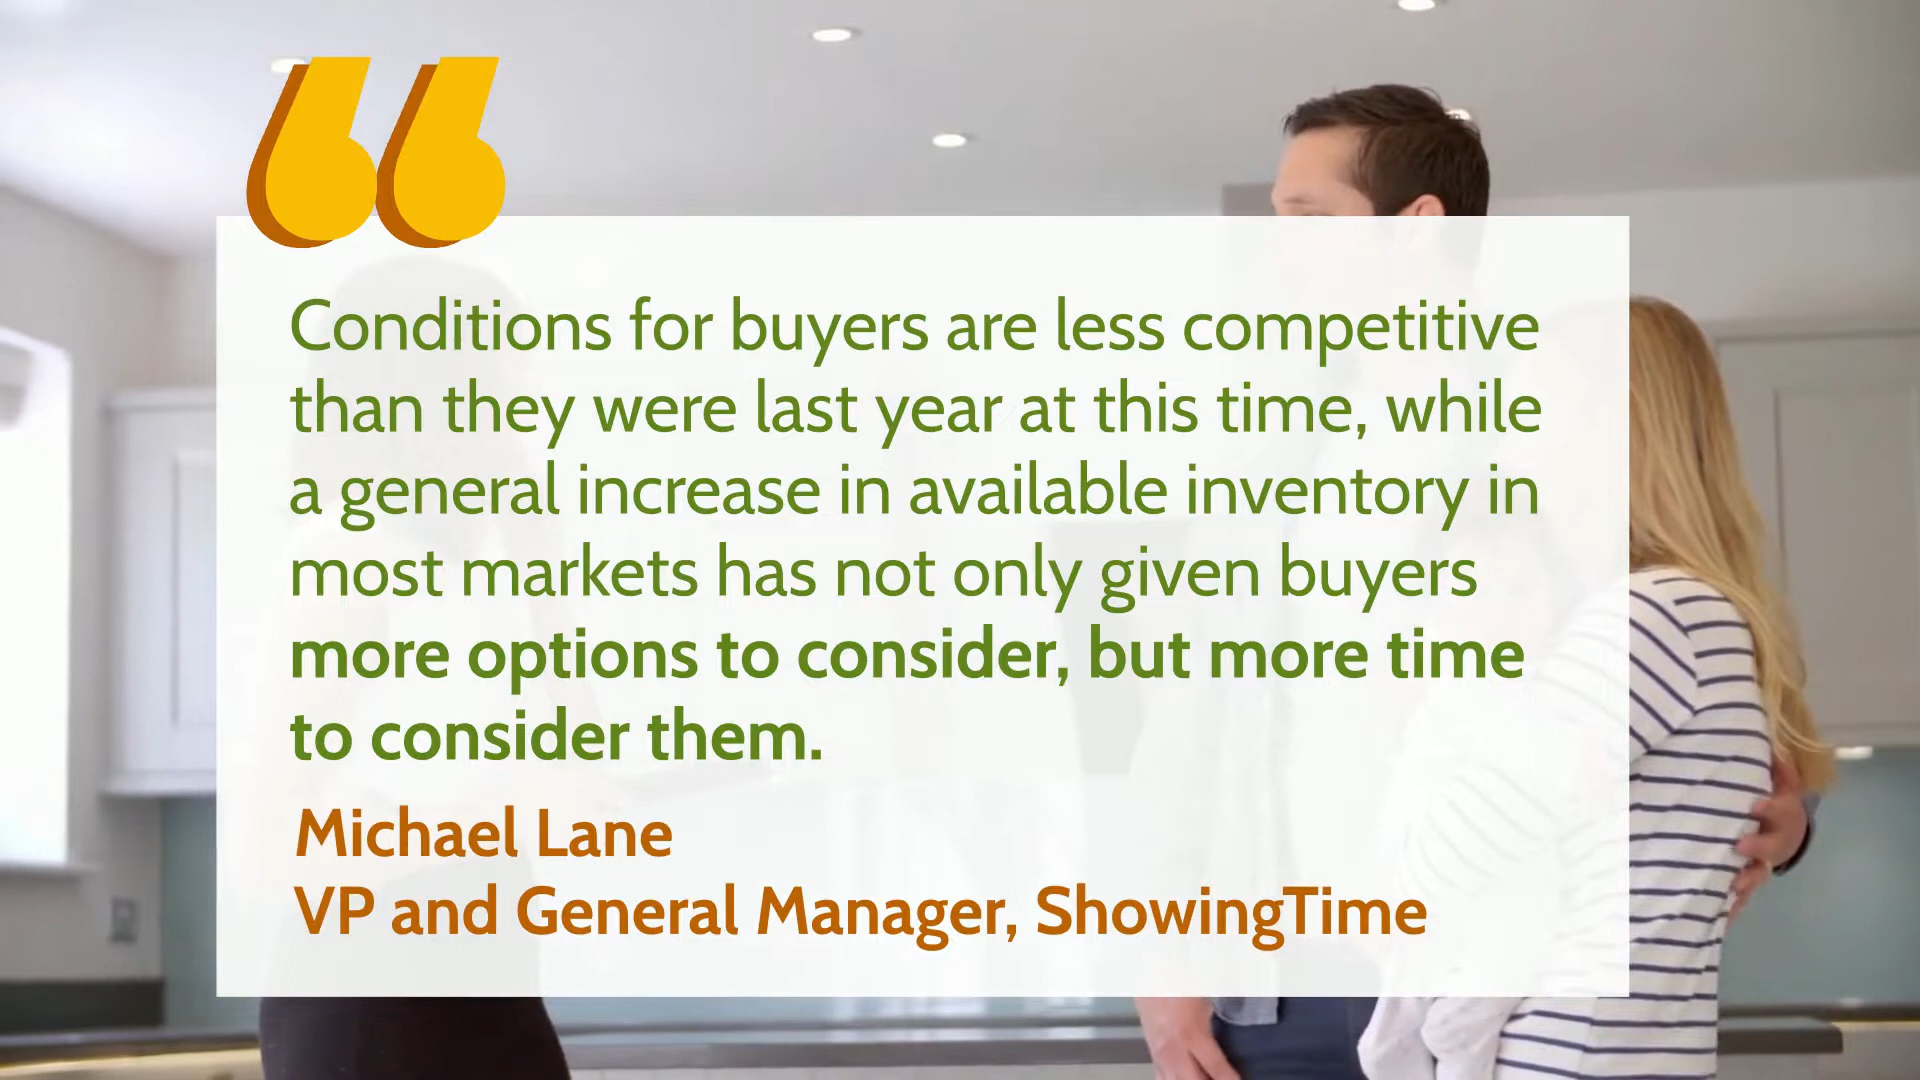 Conditions for buyers are less competitive
than they were last year at this time, while
a general increase in available inventory in
most markets has not only given buyers
more options to consider, but more time
to consider them.
Michael Lane
VP and General Manager, ShowingTime